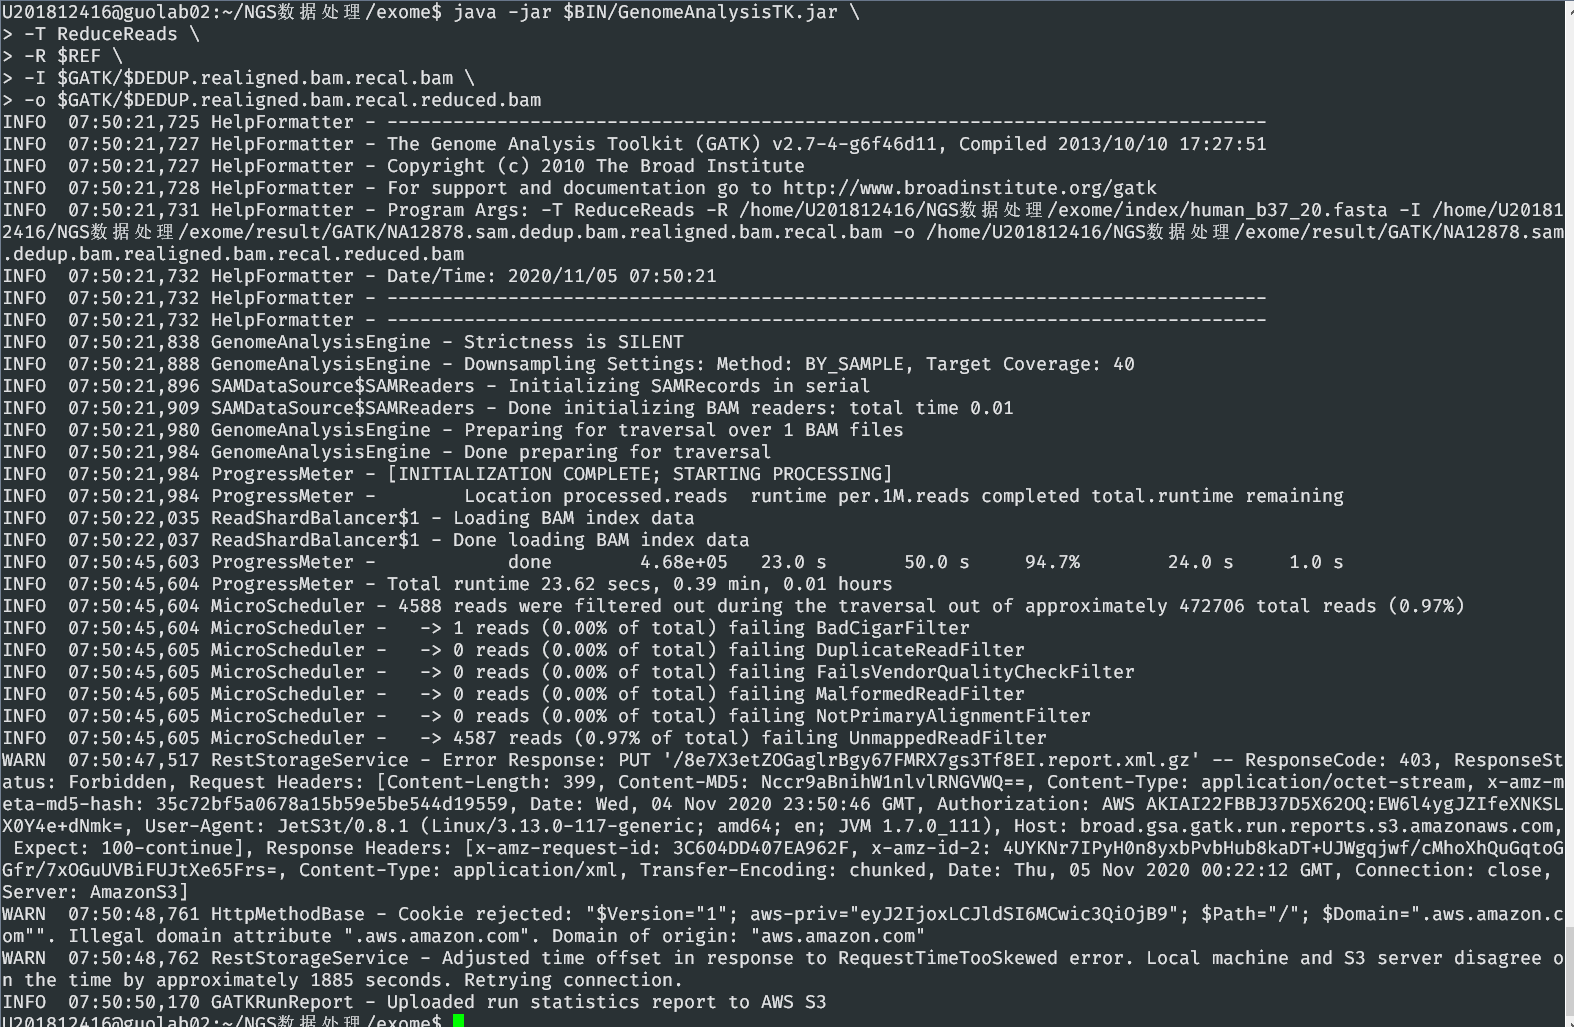 U201812416@guolab02:~/NGS数据处理/exome$ java -jar $BIN/GenomeAnalysisTK.jar \
> -T ReduceReads \
> -R $REF \
> -I $GATK/$DEDUP.realigned.bam.recal.bam \
> -o $GATK/$DEDUP.realigned.bam.recal.reduced.bam
INFO  07:50:21,725 HelpFormatter - --------------------------------------------------------------------------------
INFO  07:50:21,727 HelpFormatter - The Genome Analysis Toolkit (GATK) v2.7-4-g6f46d11, Compiled 2013/10/10 17:27:51
INFO  07:50:21,727 HelpFormatter - Copyright (c) 2010 The Broad Institute
INFO  07:50:21,728 HelpFormatter - For support and documentation go to http://www.broadinstitute.org/gatk
INFO  07:50:21,731 HelpFormatter - Program Args: -T ReduceReads -R /home/U201812416/NGS数据处理/exome/index/human_b37_20.fasta -I /home/U20181
2416/NGS数据处理/exome/result/GATK/NA12878.sam.dedup.bam.realigned.bam.recal.bam -o /home/U201812416/NGS数据处理/exome/result/GATK/NA12878.sam
.dedup.bam.realigned.bam.recal.reduced.bam
INFO  07:50:21,732 HelpFormatter - Date/Time: 2020/11/05 07:50:21
INFO  07:50:21,732 HelpFormatter - --------------------------------------------------------------------------------
INFO  07:50:21,732 HelpFormatter - --------------------------------------------------------------------------------
INFO  07:50:21,838 GenomeAnalysisEngine - Strictness is SILENT
INFO  07:50:21,888 GenomeAnalysisEngine - Downsampling Settings: Method: BY_SAMPLE, Target Coverage: 40
INFO  07:50:21,896 SAMDataSource$SAMReaders - Initializing SAMRecords in serial
INFO  07:50:21,909 SAMDataSource$SAMReaders - Done initializing BAM readers: total time 0.01
INFO  07:50:21,980 GenomeAnalysisEngine - Preparing for traversal over 1 BAM files
INFO  07:50:21,984 GenomeAnalysisEngine - Done preparing for traversal
INFO  07:50:21,984 ProgressMeter - [INITIALIZATION COMPLETE; STARTING PROCESSING]
INFO  07:50:21,984 ProgressMeter -        Location processed.reads  runtime per.1M.reads completed total.runtime remaining
INFO  07:50:22,035 ReadShardBalancer$1 - Loading BAM index data
INFO  07:50:22,037 ReadShardBalancer$1 - Done loading BAM index data
INFO  07:50:45,603 ProgressMeter -            done        4.68e+05   23.0 s       50.0 s     94.7%        24.0 s     1.0 s
INFO  07:50:45,604 ProgressMeter - Total runtime 23.62 secs, 0.39 min, 0.01 hours
INFO  07:50:45,604 MicroScheduler - 4588 reads were filtered out during the traversal out of approximately 472706 total reads (0.97%)
INFO  07:50:45,604 MicroScheduler -   -> 1 reads (0.00% of total) failing BadCigarFilter
INFO  07:50:45,605 MicroScheduler -   -> 0 reads (0.00% of total) failing DuplicateReadFilter
INFO  07:50:45,605 MicroScheduler -   -> 0 reads (0.00% of total) failing FailsVendorQualityCheckFilter
INFO  07:50:45,605 MicroScheduler -   -> 0 reads (0.00% of total) failing MalformedReadFilter
INFO  07:50:45,605 MicroScheduler -   -> 0 reads (0.00% of total) failing NotPrimaryAlignmentFilter
INFO  07:50:45,605 MicroScheduler -   -> 4587 reads (0.97% of total) failing UnmappedReadFilter
WARN  07:50:47,517 RestStorageService - Error Response: PUT '/8e7X3etZOGaglrBgy67FMRX7gs3Tf8EI.report.xml.gz' -- ResponseCode: 403, ResponseSt
atus: Forbidden, Request Headers: [Content-Length: 399, Content-MD5: Nccr9aBnihW1nlvlRNGVWQ==, Content-Type: application/octet-stream, x-amz-m
eta-md5-hash: 35c72bf5a0678a15b59e5be544d19559, Date: Wed, 04 Nov 2020 23:50:46 GMT, Authorization: AWS AKIAI22FBBJ37D5X62OQ:EW6l4ygJZIfeXNKSL
X0Y4e+dNmk=, User-Agent: JetS3t/0.8.1 (Linux/3.13.0-117-generic; amd64; en; JVM 1.7.0_111), Host: broad.gsa.gatk.run.reports.s3.amazonaws.com,
 Expect: 100-continue], Response Headers: [x-amz-request-id: 3C604DD407EA962F, x-amz-id-2: 4UYKNr7IPyH0n8yxbPvbHub8kaDT+UJWgqjwf/cMhoXhQuGqtoG
Gfr/7xOGuUVBiFUJtXe65Frs=, Content-Type: application/xml, Transfer-Encoding: chunked, Date: Thu, 05 Nov 2020 00:22:12 GMT, Connection: close,
Server: AmazonS3]
WARN  07:50:48,761 HttpMethodBase - Cookie rejected: "$Version="1"; aws-priv="eyJ2IjoxLCJldSI6MCwic3QiOjB9"; $Path="/"; $Domain=".aws.amazon.c
om"". Illegal domain attribute ".aws.amazon.com". Domain of origin: "aws.amazon.com"
WARN  07:50:48,762 RestStorageService - Adjusted time offset in response to RequestTimeTooSkewed error. Local machine and S3 server disagree o
n the time by approximately 1885 seconds. Retrying connection.
INFO  07:50:50,170 GATKRunReport - Uploaded run statistics report to AWS S3
U201812416@guolab02:~/NGS数据处理/exome$